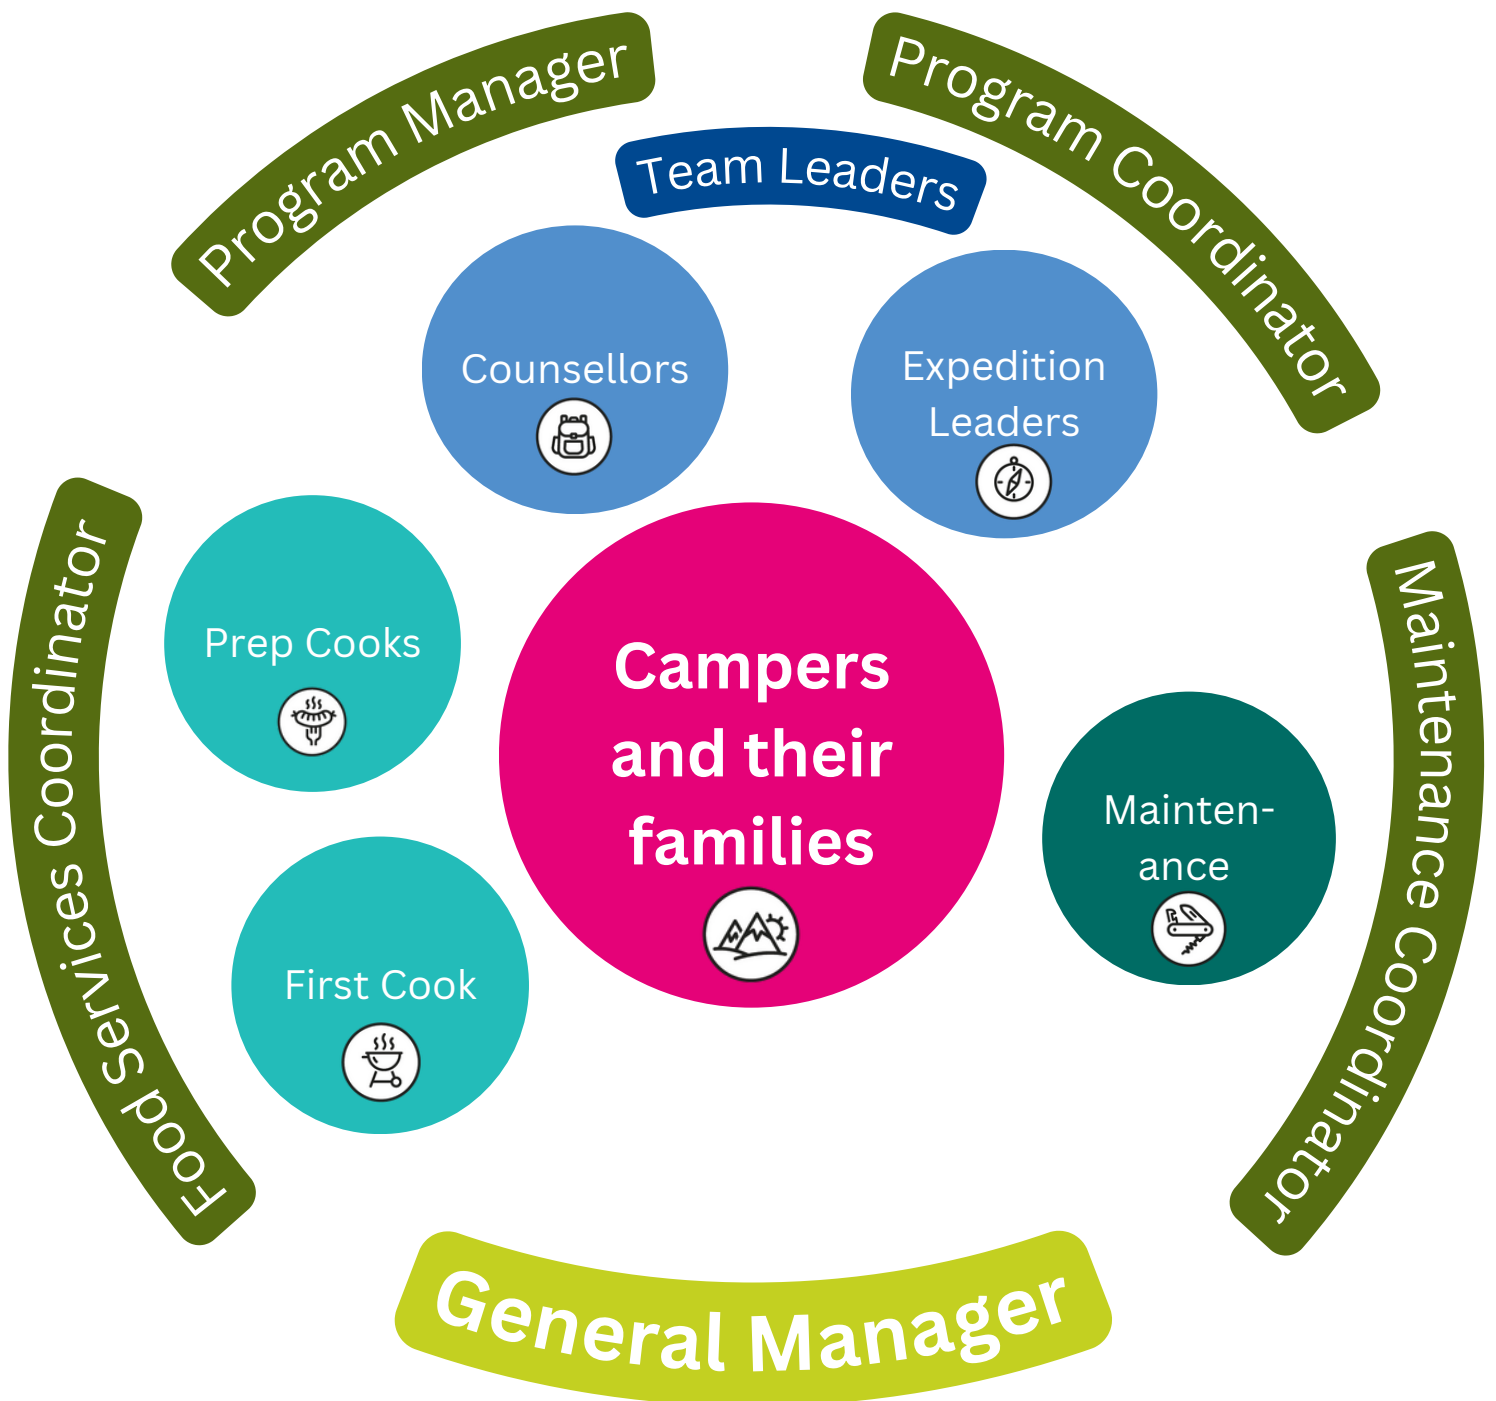 Program Manager
Program Coordinator
Team Leaders
Counsellors
Expedition
Leaders
Food Services Coordinator
Prep Cooks
Campers
and their
families
Maintenance Coordinator
Mainten-
ance
First Cook
General Manager